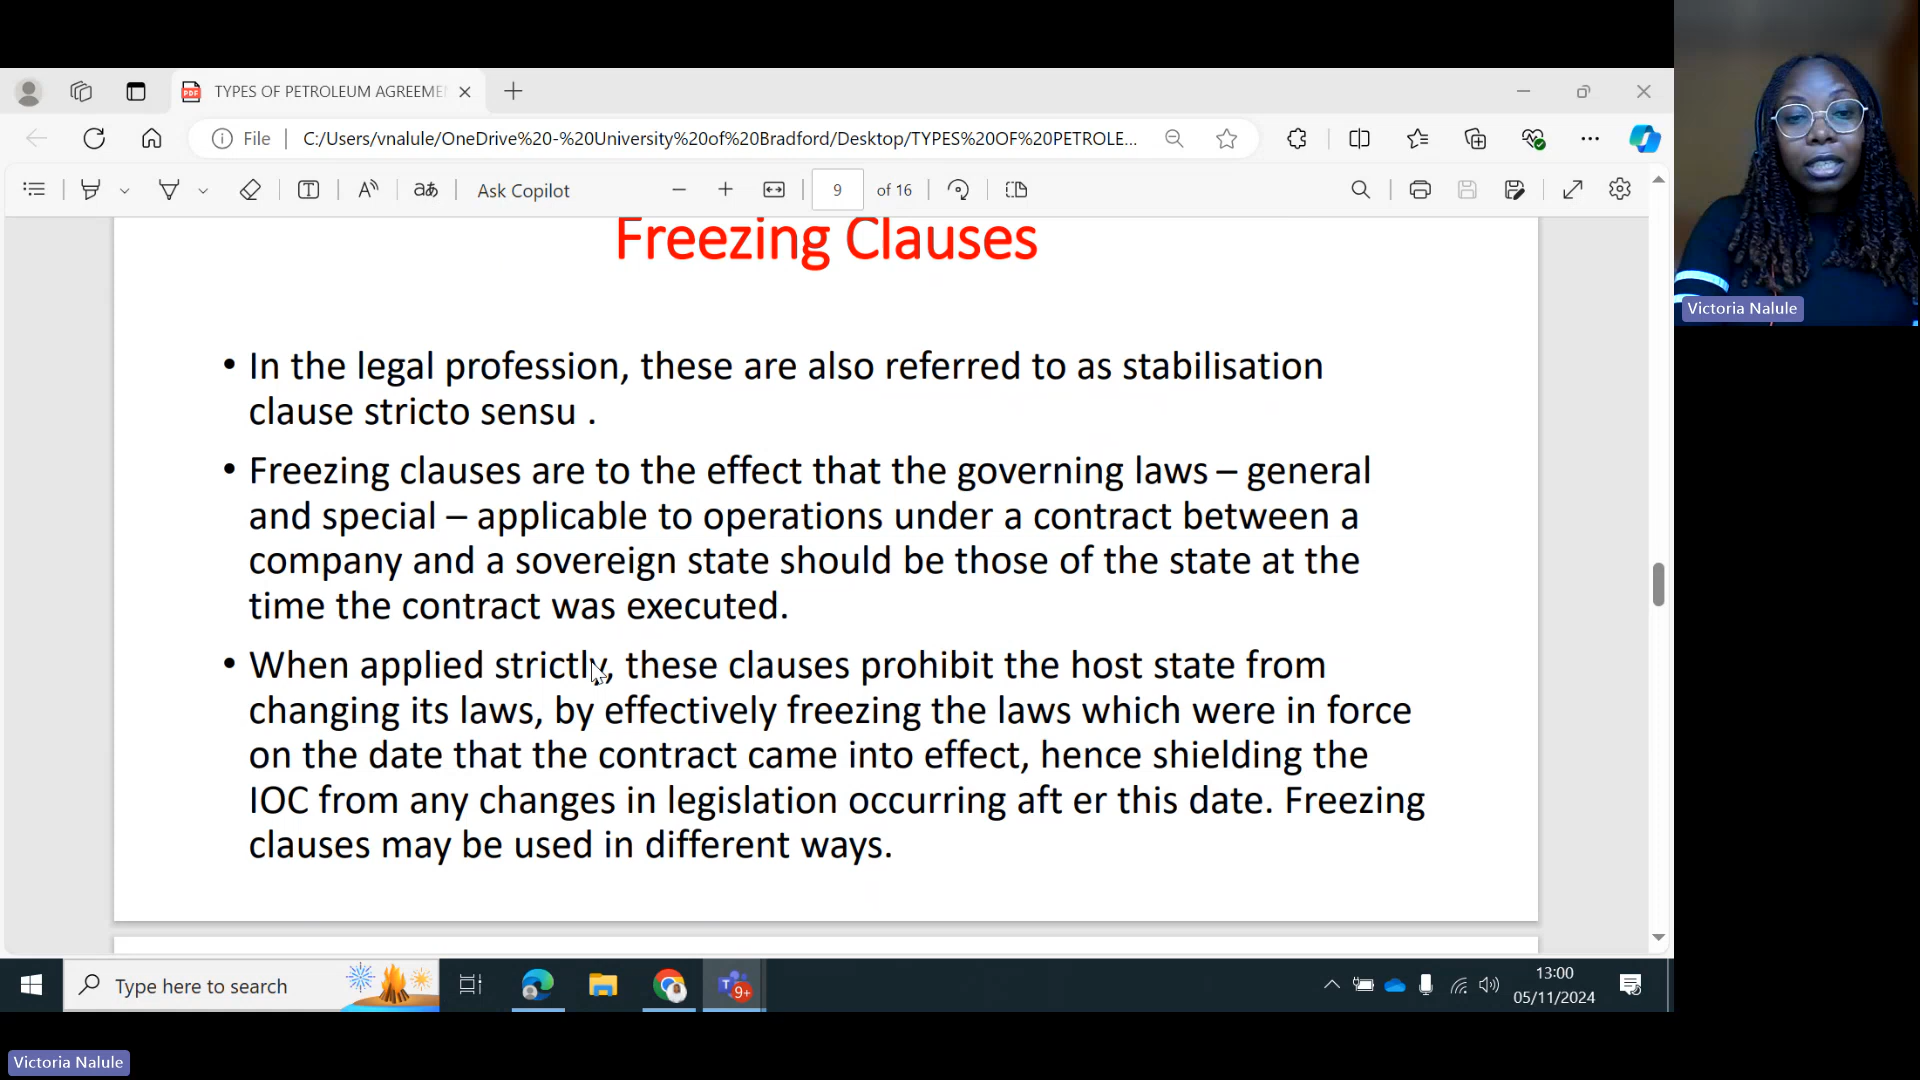 TYPES OF PETROLEUM AGREEME
File
C:/Users/vnalule/OneDrive%20-%20University%20of%20Bradford/Desktop/TYPES%20OF%20PETROLE...
Ask Copilot
9
of 16
Freezing Clauses
• In the legal profession, these are also referred to as stabilisation
clause stricto sensu .
• Freezing clauses are to the effect that the governing laws – general
and special – applicable to operations under a contract between a
company and a sovereign state should be those of the state at the
time the contract was executed.
• When applied strictly, these clauses prohibit the host state from
changing its laws, by effectively freezing the laws which were in force
on the date that the contract came into effect, hence shielding the
IOC from any changes in legislation occurring aft er this date. Freezing
clauses may be used in different ways.
Victoria Nalule
Type here to search
9+
13:00
05/11/2024
Victoria Nalule